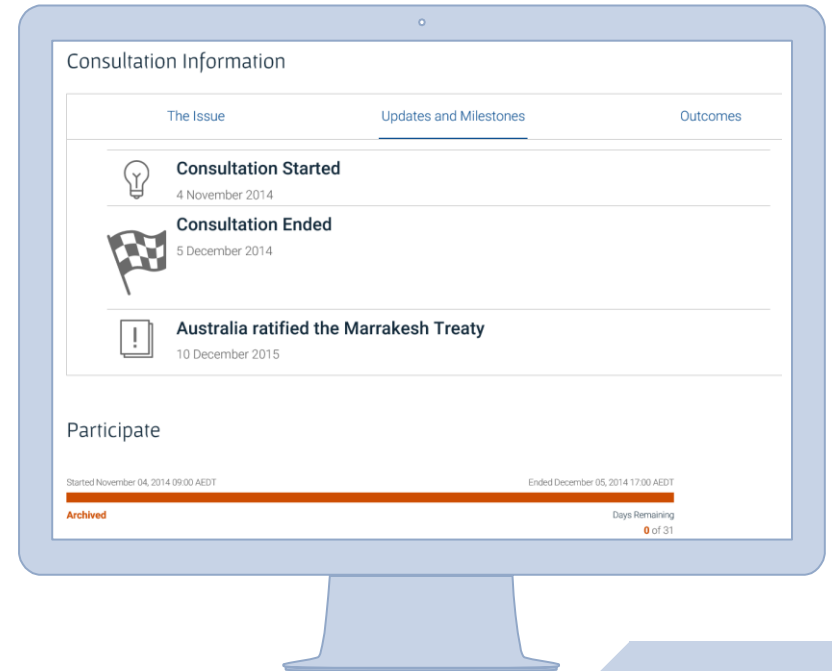 Consultation Information
The Issue Updates and Milestones Outcomes
Consultation Started
4 November 2014
Consultation Ended
5 December 2014
Australia ratified the Marrakesh Treaty
10 December 2015
Participate
Started November 04, 2014 09:00 AEDT Ended December 05, 2014 17:00 AEDT
Archived Days Remaining
0 of 31